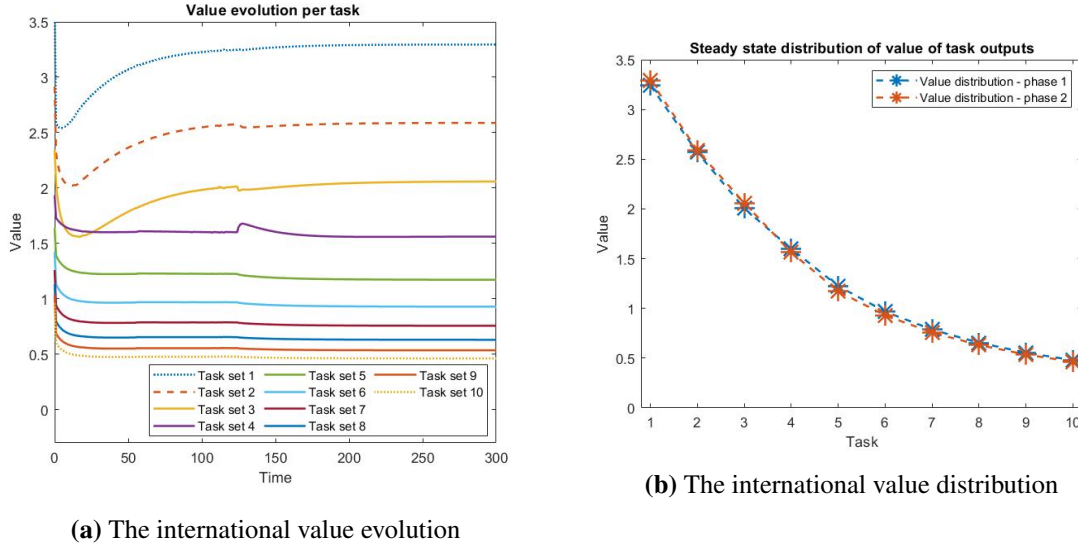 Value evolution per task
3.5
3
2.5
2
1.5
1
0.5
0
Value
Task set 1
Task set 5
Task set 9
Task set 2
Task set 6
Task set 10
Task set 3
Task set 7
Task set 4
Task set 8
0
50
100
150
200
250
300
Time
(a) The international value evolution
Steady state distribution of value of task outputs
3.5
3
2.5
2
1.5
1
0.5
0
Value
Value distribution - phase 1
Value distribution - phase 2
1
2
3
4
5
6
7
8
9
10
Task
(b) The international value distribution